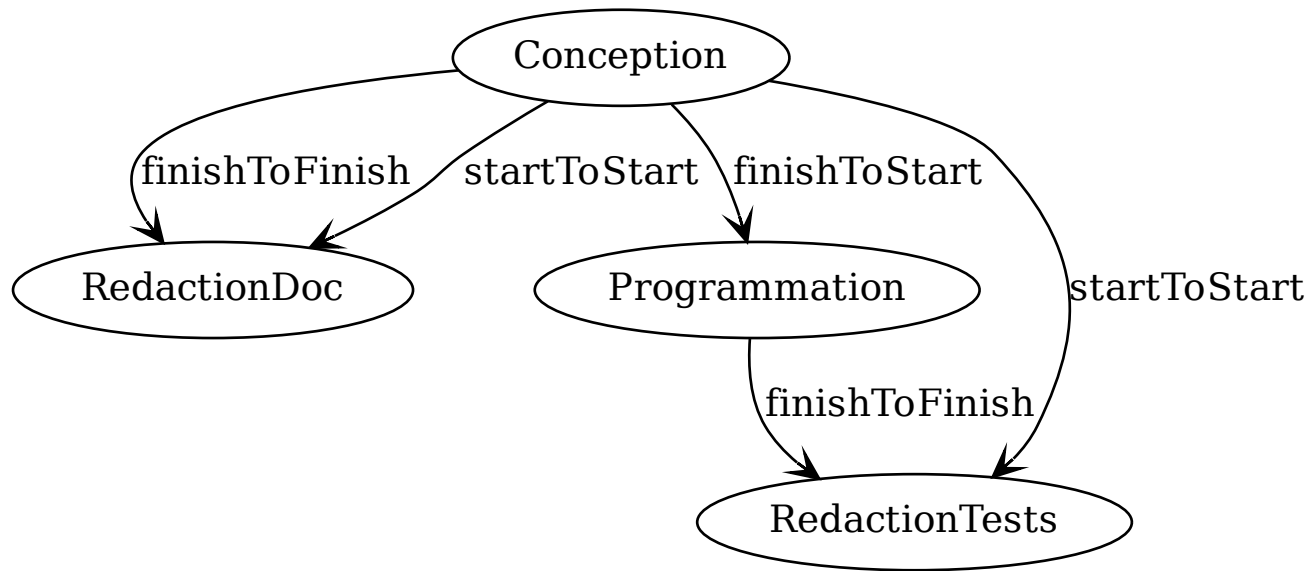 Conception
finishToFinish
startToStart
finishToStart
RedactionDoc
Programmation
startToStart
finishToFinish
RedactionTests